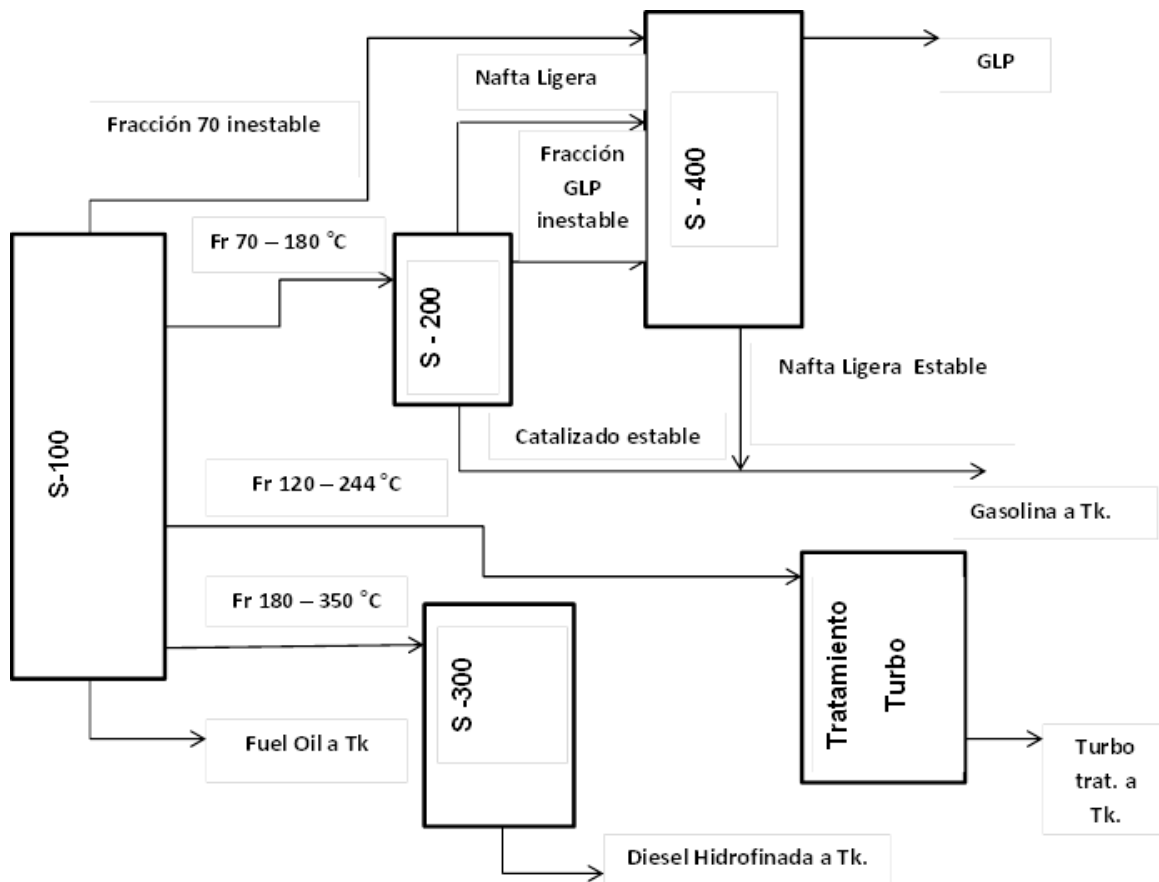 GLP
Nafta Ligera
Fracción 70 inestable
Fracción
GLP
inestable
S - 400
Fr 70 – 180 °C
S - 200
Nafta Ligera Estable
Catalizado estable
S-100
Fr 120 – 244 °C
Gasolina a Tk.
Fr 180 – 350 °C
Tratamiento
Turbo
S -300
Fuel Oil a Tk
Turbo
trat. a
Tk.
Diesel Hidrofinada a Tk.